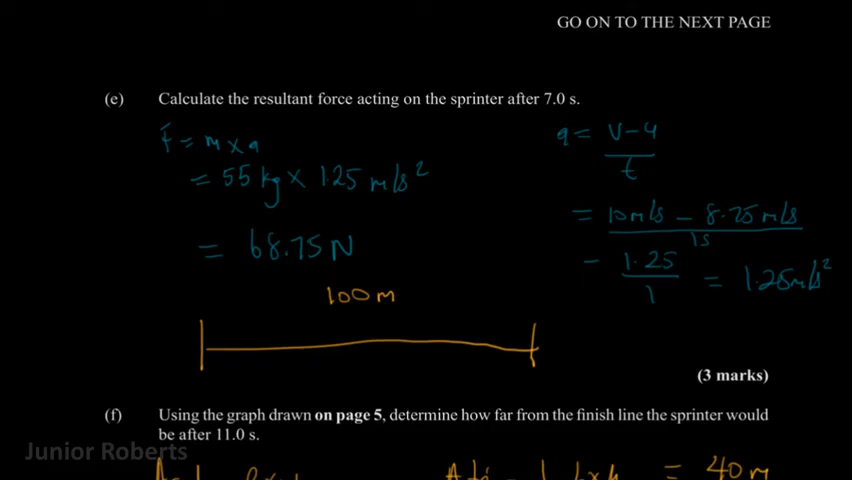 GO ON TO THE NEXT PAGE
(e) Calculate the resultant force acting on the sprinter after 7.0 s.
F = m x a
= 55 kg x 1.25 m/s²
= 68.75 N
a = v-u / t
= 10 m/s - 8.75 m/s / 1s
= 1.25 / 1 = 1.25 m/s²
100 m
(3 marks)
(f) Using the graph drawn on page 5, determine how far from the finish line the sprinter would
be after 11.0 s.
Junior Roberts
= 40 m